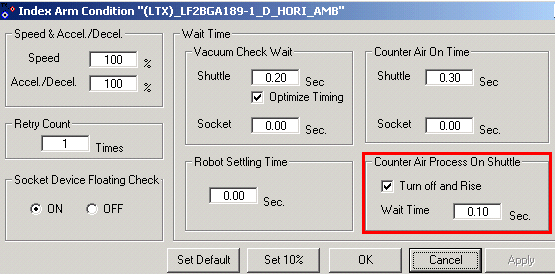 Index Arm Condition "(LTX)_LF2BGA189-1_D_HORI_AMB"
Speed & Accel./Decel.
Speed 100 %
Accel./Decel. 100 %
Retry Count
1 Times
Socket Device Floating Check
ON OFF
Wait Time
Vacuum Check Wait
Shuttle 0.20 Sec
Optimize Timing
Socket 0.00 Sec.
Counter Air On Time
Shuttle 0.30 Sec
Socket 0.00 Sec.
Robot Settling Time
0.00 Sec.
Counter Air Process On Shuttle
Turn off and Rise
Wait Time 0.10 Sec.
Set Default Set 10% OK Cancel Apply